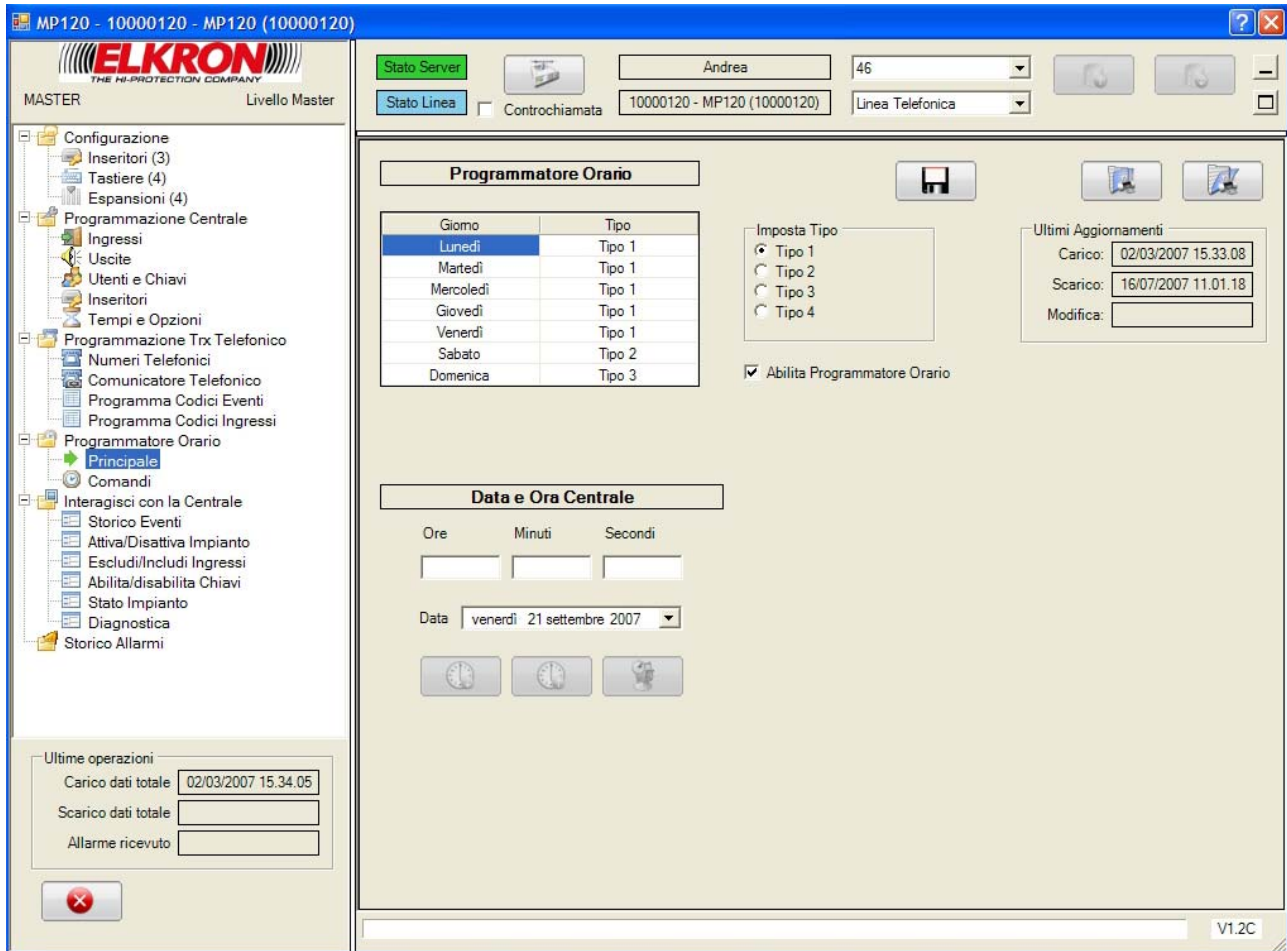 MP120 - 10000120 - MP120 (10000120)
ELKRON
THE HI-PROTECTION COMPANY
MASTER Livello Master
Configurazione
Inseritori (3)
Tastiere (4)
Espansioni (4)
Programmazione Centrale
Ingressi
Uscite
Utenti e Chiavi
Inseritori
Tempi e Opzioni
Programmazione Trx Telefonico
Numeri Telefonici
Comunicatore Telefonico
Programma Codici Eventi
Programma Codici Ingressi
Programmatore Orario
Principale
Comandi
Interagisci con la Centrale
Storico Eventi
Attiva/Disattiva Impianto
Escludi/Includi Ingressi
Abilita/disabilita Chiavi
Stato Impianto
Diagnostica
Storico Allarmi
Ultime operazioni
Carico dati totale 02/03/2007 15.34.05
Scarico dati totale
Allarme ricevuto
Stato Server Andrea 46
Stato Linea Controchiamata 10000120 - MP120 (10000120) Linea Telefonica
Programmatore Orario
Giorno Tipo
Lunedì Tipo 1
Martedì Tipo 1
Mercoledì Tipo 1
Giovedì Tipo 1
Venerdì Tipo 1
Sabato Tipo 2
Domenica Tipo 3
Imposta Tipo
Tipo 1
Tipo 2
Tipo 3
Tipo 4
Abilita Programmatore Orario
Ultimi Aggiornamenti
Carico: 02/03/2007 15.33.08
Scarico: 16/07/2007 11.01.18
Modifica:
Data e Ora Centrale
Ore Minuti Secondi
Data venerdì 21 settembre 2007
V1.2C